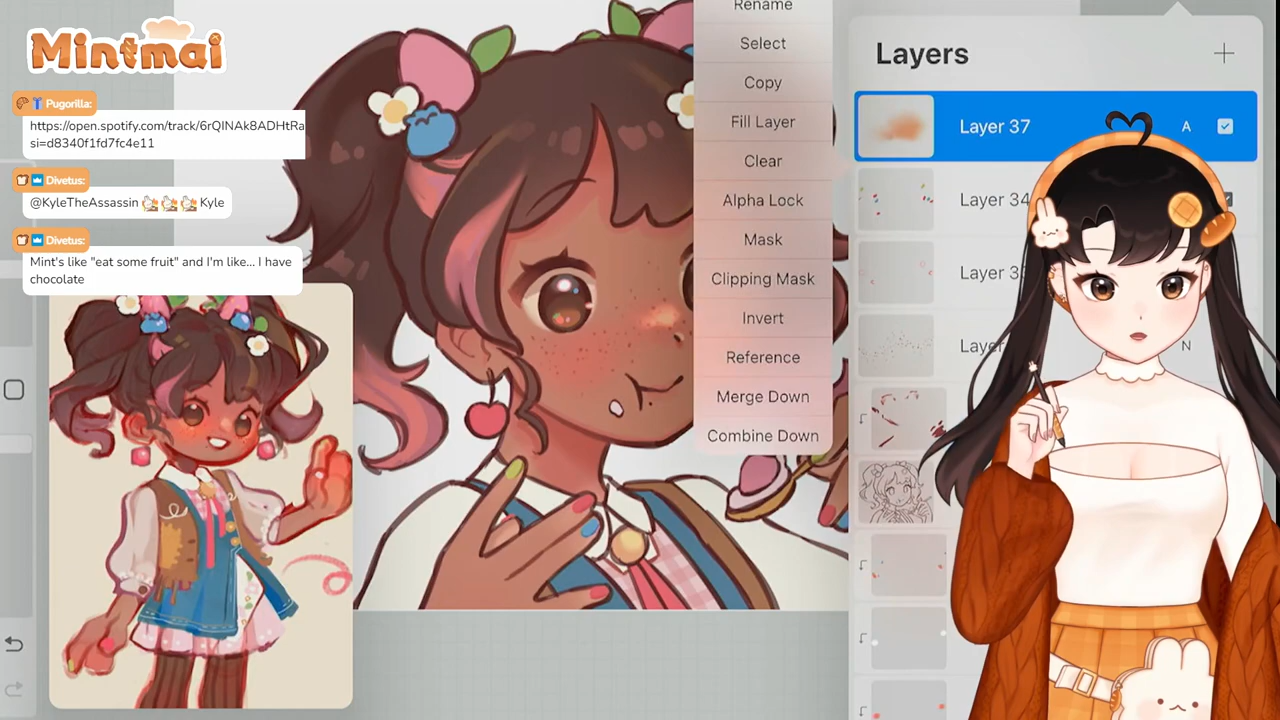 Mintmai
Pugorilla:
https://open.spotify.com/track/6rQINAk8ADHtRa
si=d8340f1fd7fc4e11
Divetus:
@KyleTheAssassin Kyle
Divetus:
Mint's like "eat some fruit" and I'm like... I have
chocolate
Rename
Select
Copy
Fill Layer
Clear
Alpha Lock
Mask
Clipping Mask
Invert
Reference
Merge Down
Combine Down
Layers
Layer 37
A
Layer 34
Layer
N